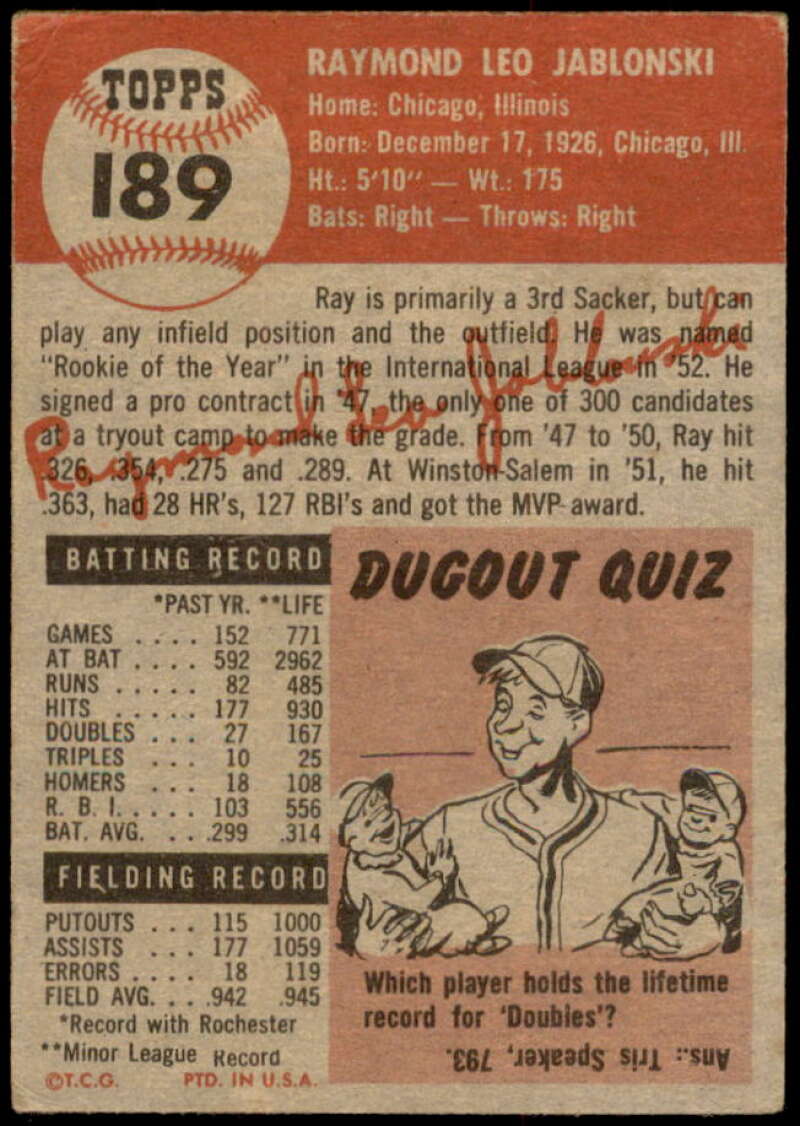 TOPPS
189
RAYMOND LEO JABLONSKI
Home: Chicago, Illinois
Born: December 17, 1926, Chicago, Ill.
Ht.: 5'10" — Wt.: 175
Bats: Right — Throws: Right
Ray is primarily a 3rd Sacker, but can
play any infield position and the outfield. He was named
"Rookie of the Year" in the International League in '52. He
signed a pro contract in '47, the only one of 300 candidates
at a tryout camp to make the grade. From '47 to '50, Ray hit
.326, .354, .275 and .289. At Winston-Salem in '51, he hit
.363, had 28 HR's, 127 RBI's and got the MVP award.
Raymond Leo Jablonski
BATTING RECORD
*PAST YR. **LIFE
GAMES . . . . 152 771
AT BAT . . . . 592 2962
RUNS . . . . . 82 485
HITS . . . . . 177 930
DOUBLES . . . 27 167
TRIPLES . . . 10 25
HOMERS . . . 18 108
R. B. I. . . . . 103 556
BAT. AVG. . . .299 .314
FIELDING RECORD
PUTOUTS . . . 115 1000
ASSISTS . . . 177 1059
ERRORS . . . . 18 119
FIELD AVG. . . .942 .945
*Record with Rochester
**Minor League Record
©T.C.G. PTD. IN U.S.A.
DUGOUT QUIZ
Which player holds the lifetime
record for 'Doubles'?
Ans.: Tris Speaker, 793.